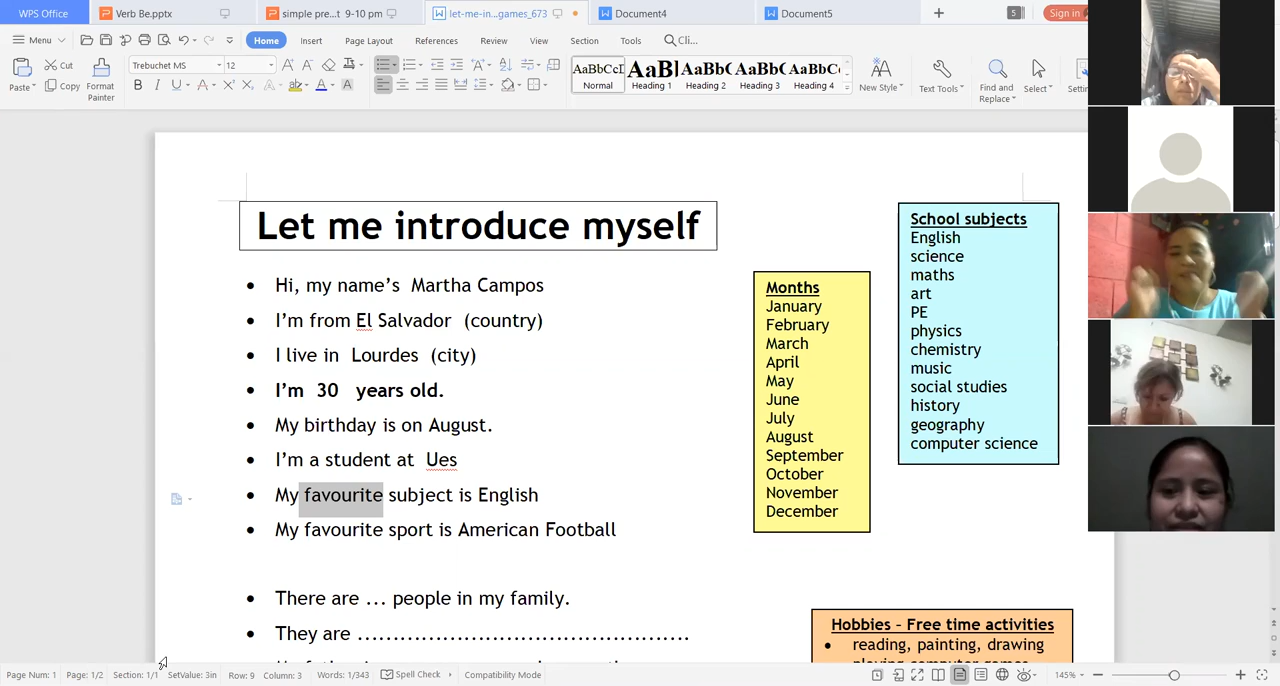 WPS Office
Verb Be.pptx
simple pre... t 9-10 pm
let-me-in... games_673
Document4
Document5
5
Sign in
Menu
Home
Insert
Page Layout
References
Review
View
Section
Tools
Cli...
Paste
Cut
Copy
Format Painter
Trebuchet MS
12
AaBbCcD
Normal
AaBl
Heading 1
AaBb(
Heading 2
AaBbC
Heading 3
AaBbC
Heading 4
New Style
Text Tools
Find and Replace
Select
Let me introduce myself
• Hi, my name’s Martha Campos
• I’m from El Salvador (country)
• I live in Lourdes (city)
• I’m 30 years old.
• My birthday is on August.
• I’m a student at Ues
• My favourite subject is English
• My favourite sport is American Football
• There are ... people in my family.
• They are ...............................................
Months
January
February
March
April
May
June
July
August
September
October
November
December
School subjects
English
science
maths
art
PE
physics
chemistry
music
social studies
history
geography
computer science
Hobbies – Free time activities
• reading, painting, drawing
Page Num: 1
Page: 1/2
Section: 1/1
SetValue: 3in
Row: 9
Column: 3
Words: 1/343
Spell Check
Compatibility Mode
145%